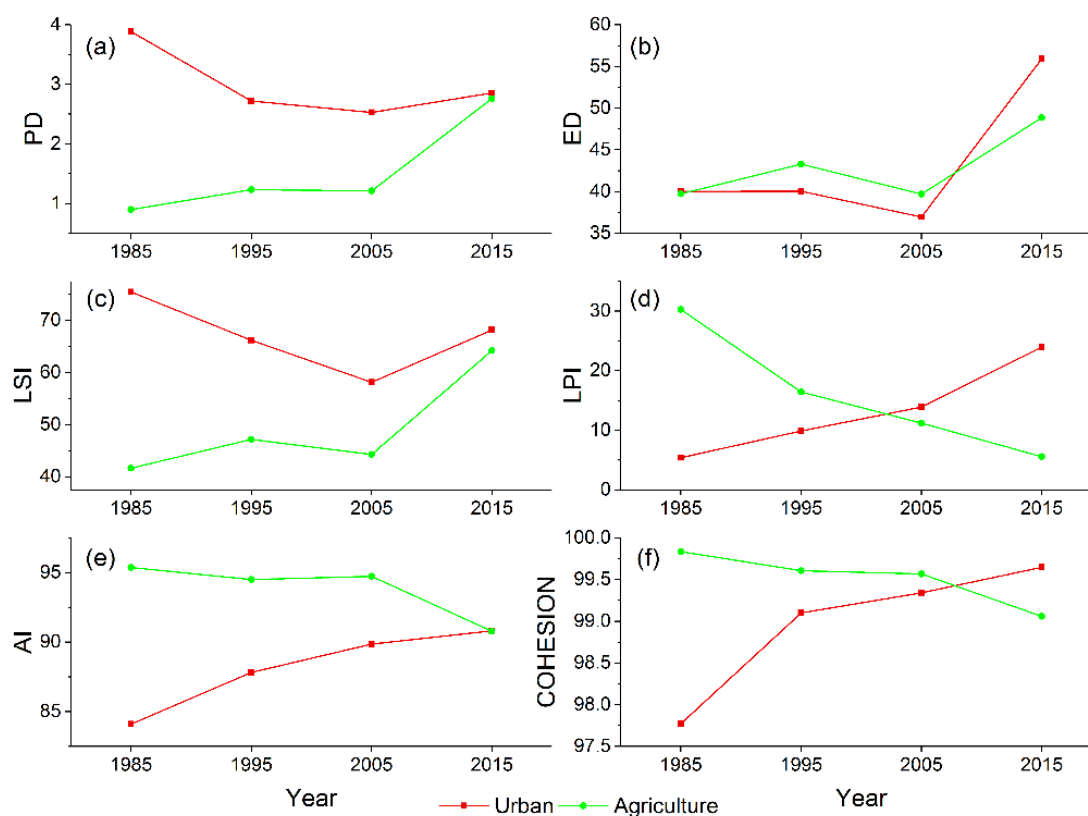 (a)
PD
4
3
2
1
1985 1995 2005 2015
(b)
ED
60
55
50
45
40
35
1985 1995 2005 2015
(c)
LSI
70
60
50
40
1985 1995 2005 2015
(d)
LPI
30
20
10
0
1985 1995 2005 2015
(e)
AI
95
90
85
1985 1995 2005 2015
Year
(f)
COHESION
100.0
99.5
99.0
98.5
98.0
97.5
1985 1995 2005 2015
Year
Urban Agriculture